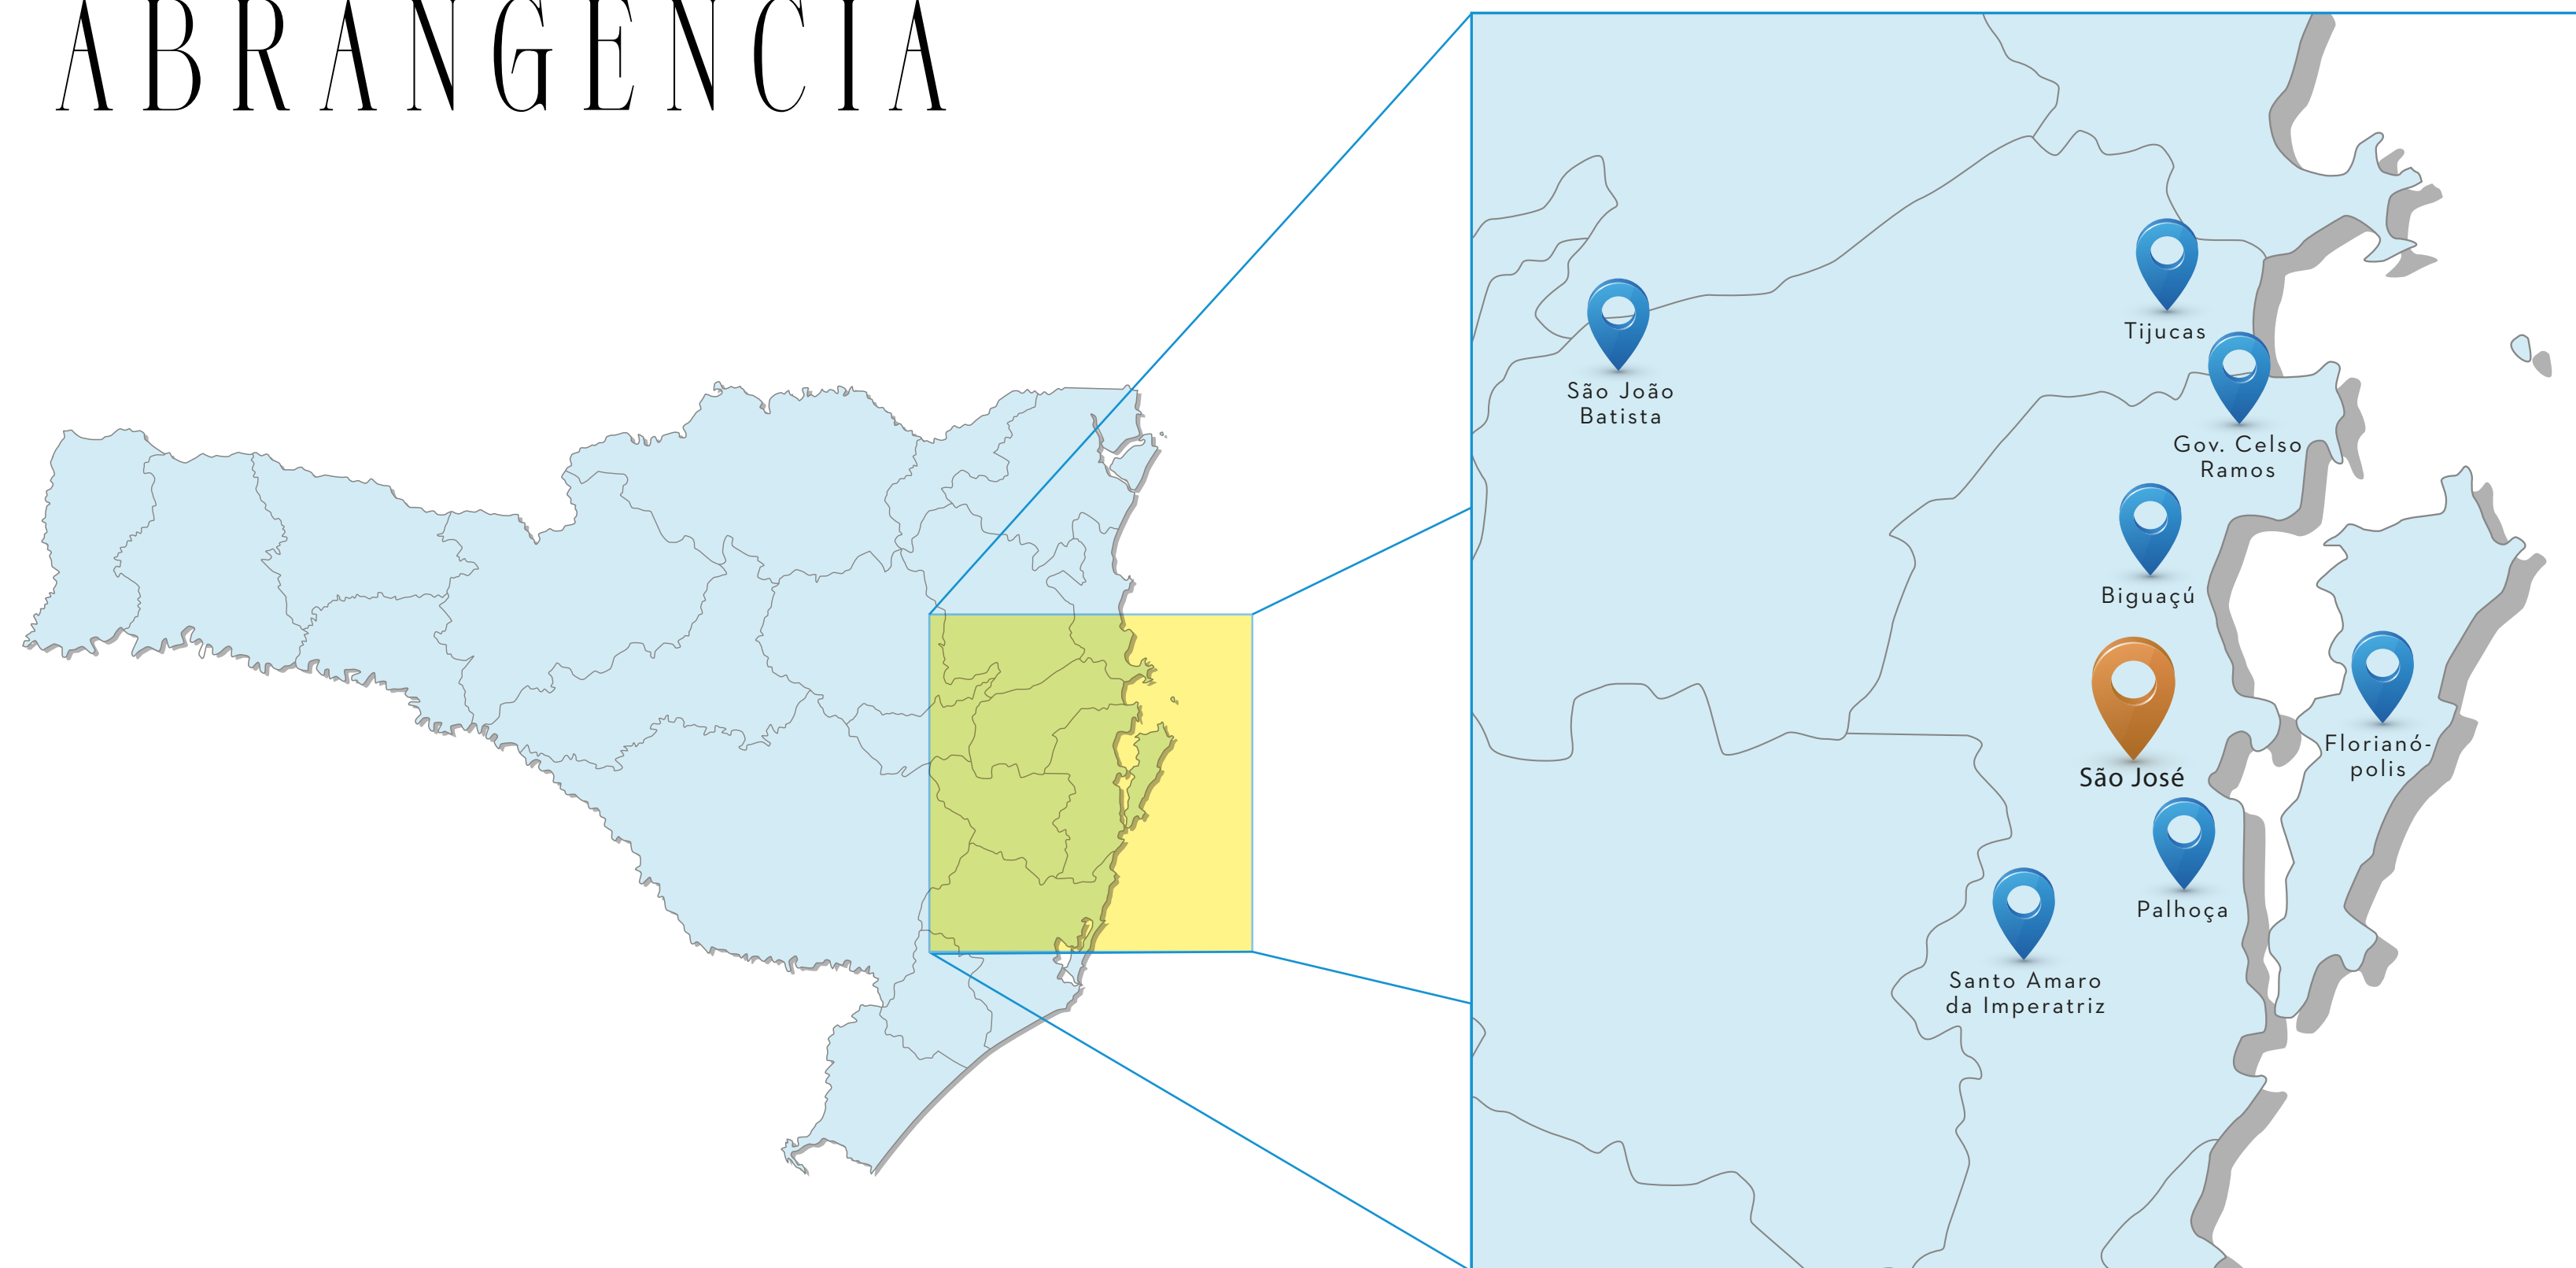 ABRANGENCIA
Tijucas
São João
Batista
Gov. Celso
Ramos
Biguaçú
São José
Florianó-
polis
Palhoça
Santo Amaro
da Imperatriz